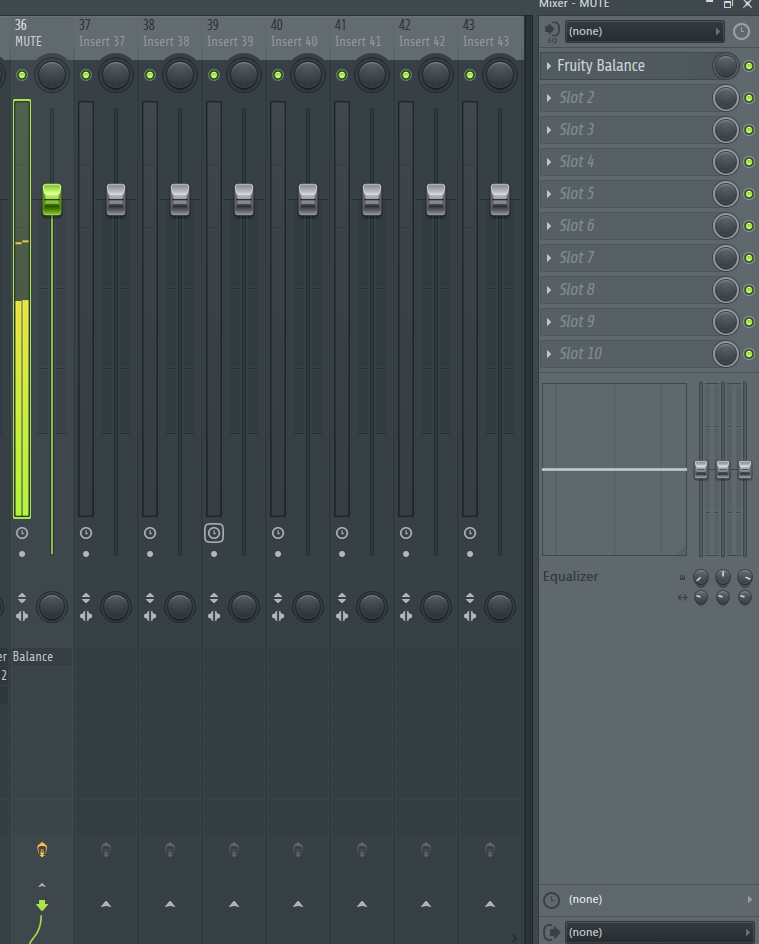 Mixer - MUTE
36 37 38 39 40 41 42 43
MUTE Insert 37 Insert 38 Insert 39 Insert 40 Insert 41 Insert 42 Insert 43
(none)
EQ
Fruity Balance
Slot 2
Slot 3
Slot 4
Slot 5
Slot 6
Slot 7
Slot 8
Slot 9
Slot 10
Equalizer
er Balance
2
(none)
(none)